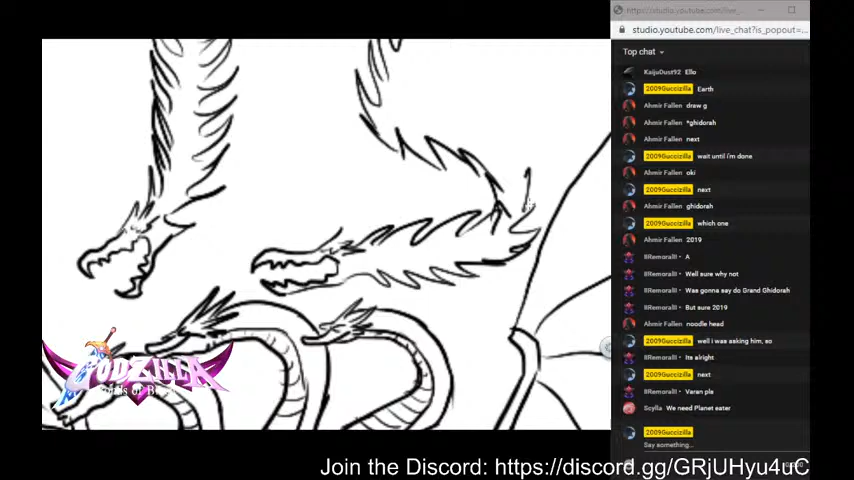 https://studio.youtube.com/live_
studio.youtube.com/live_chat?is_popout=...
Top chat
KaijuDust92 Ello
2009Guccizilla Earth
Ahmir Fallen draw g
Ahmir Fallen *ghidorah
Ahmir Fallen next
2009Guccizilla wait until i'm done
Ahmir Fallen oki
2009Guccizilla next
Ahmir Fallen ghidorah
2009Guccizilla which one
Ahmir Fallen 2019
IIRemoraIII • A
IIRemoraIII • Well sure why not
IIRemoraIII • Was gonna say do Grand Ghidorah
IIRemoraIII • But sure 2019
Ahmir Fallen noodle head
2009Guccizilla well i was asking him, so
IIRemoraIII • Its alright
2009Guccizilla next
IIRemoraIII • Varan pls
Scylla We need Planet eater
2009Guccizilla
Say something...
GODZILLA
Join the Discord: https://discord.gg/GRjUHyu4uC